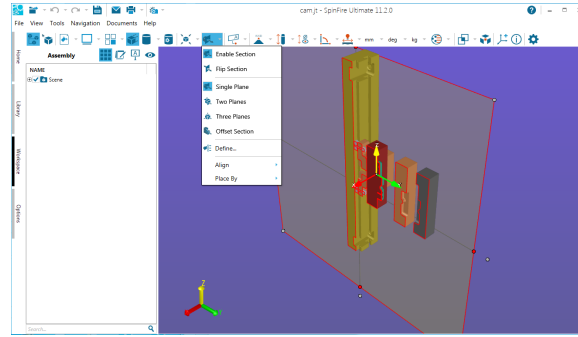 cam.jt - SpinFire Ultimate 11.2.0
File View Tools Navigation Documents Help
mm deg kg
Home
Library
Workspace
Options
Assembly
NAME
Scene
Enable Section
Flip Section
Single Plane
Two Planes
Three Planes
Offset Section
Define...
Align
Place By
Z
Y
Search...